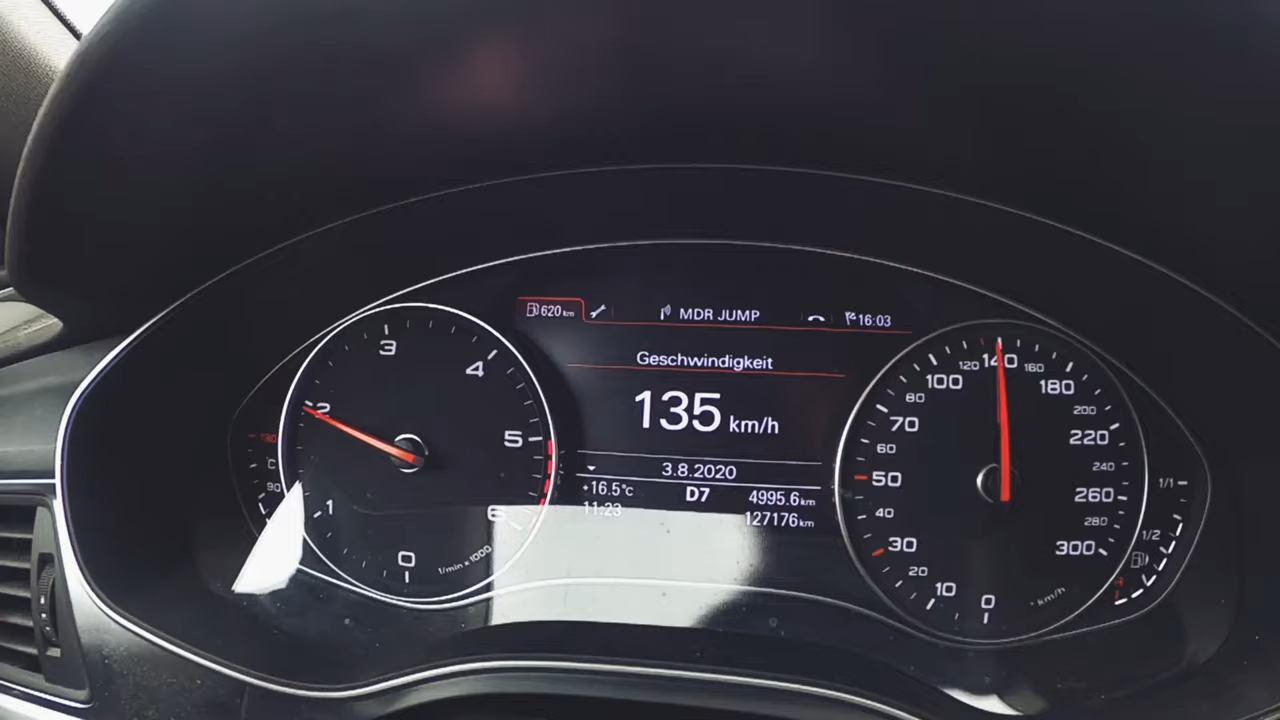 620 km MDR JUMP 16:03
Geschwindigkeit
135 km/h
3.8.2020
+16.5°C D7 4995.6 km
11:23 127176 km
0 1 2 3 4 5 6
1/min x 1000
130
°C
90
0 10 20 30 40 50 60 70 80 100 120 140 160 180 200 220 240 260 280 300
km/h
1/1
1/2